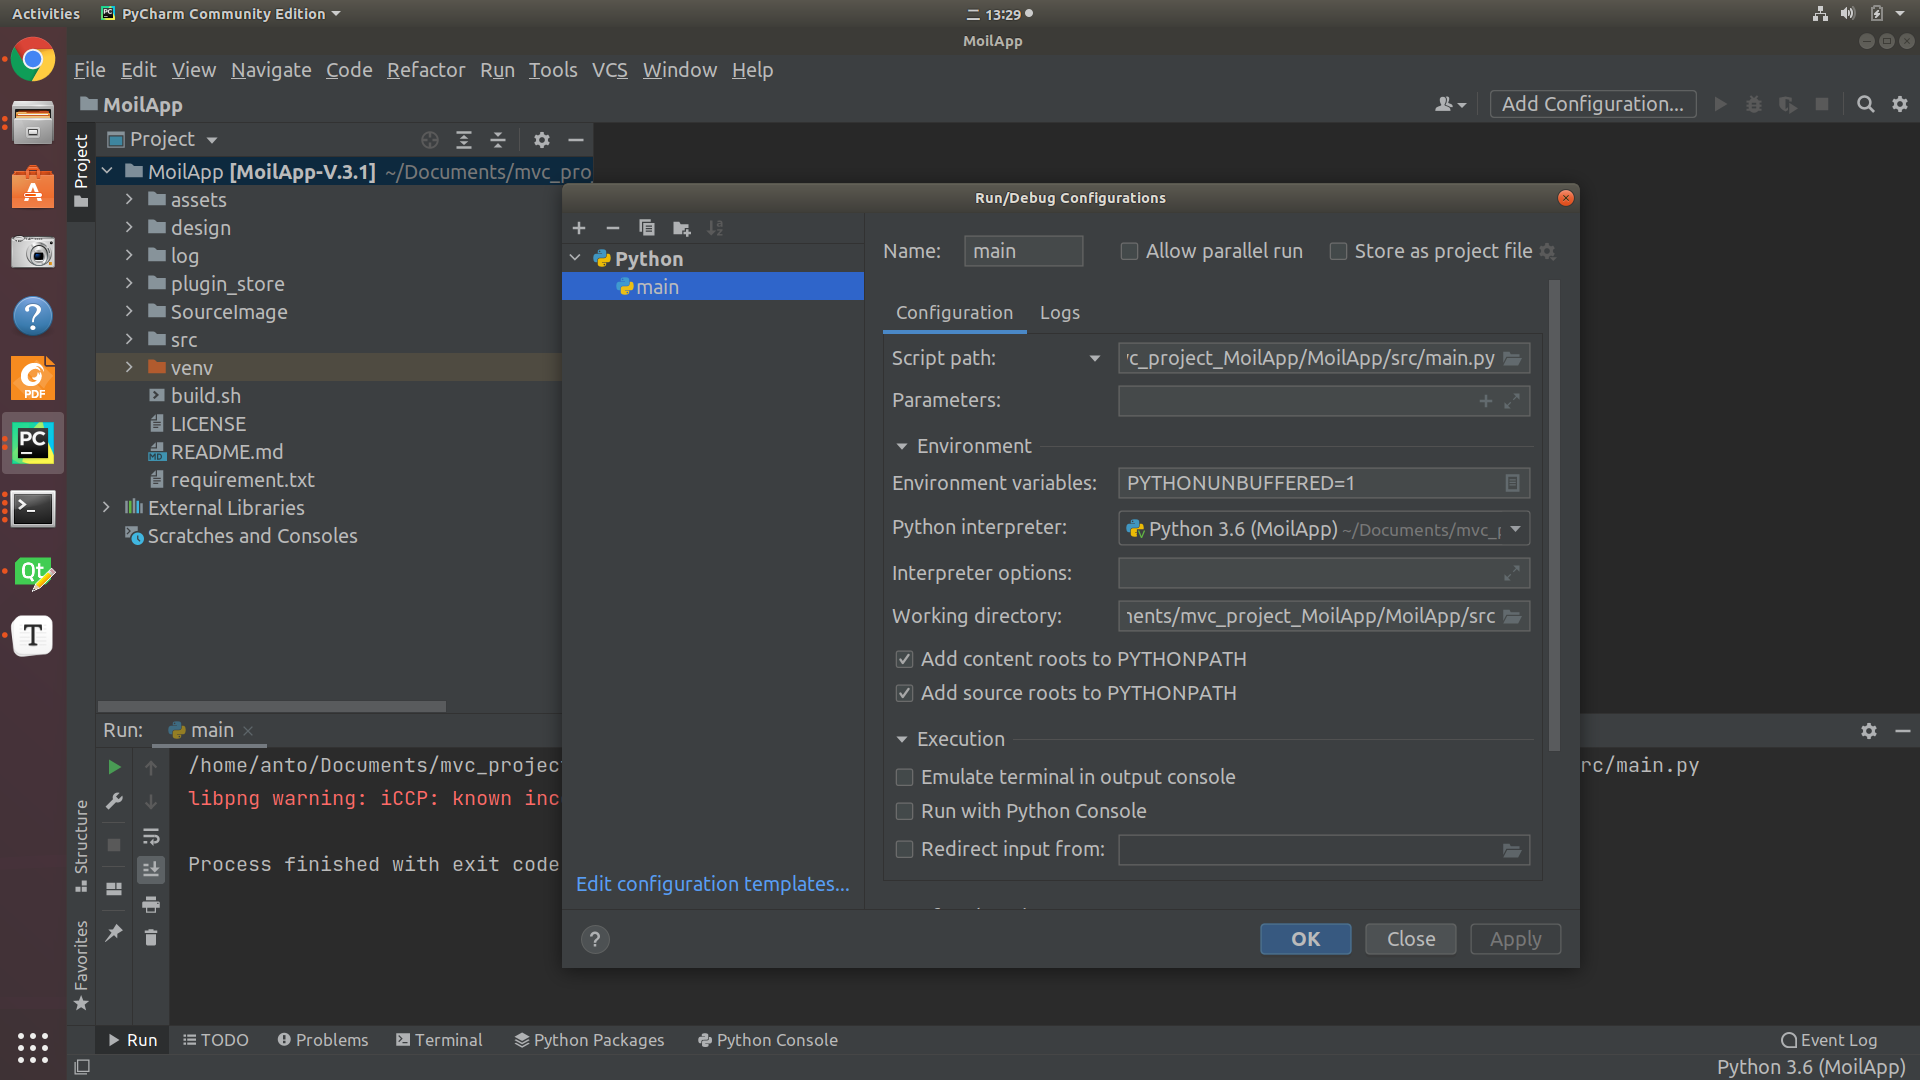 Activities PyCharm Community Edition 二 13:29
MoilApp
File Edit View Navigate Code Refactor Run Tools VCS Window Help
MoilApp Add Configuration...
Project
MoilApp [MoilApp-V.3.1] ~/Documents/mvc_pro
assets
design
log
plugin_store
SourceImage
src
venv
build.sh
LICENSE
README.md
requirement.txt
External Libraries
Scratches and Consoles
Project
Structure
Favorites
Run/Debug Configurations
Python
main
Edit configuration templates...
Name: main Allow parallel run Store as project file
Configuration Logs
Script path: c_project_MoilApp/MoilApp/src/main.py
Parameters:
Environment
Environment variables: PYTHONUNBUFFERED=1
Python interpreter: Python 3.6 (MoilApp) ~/Documents/mvc_p
Interpreter options:
Working directory: nents/mvc_project_MoilApp/MoilApp/src
Add content roots to PYTHONPATH
Add source roots to PYTHONPATH
Execution
Emulate terminal in output console
Run with Python Console
Redirect input from:
? OK Close Apply
Run: main
/home/anto/Documents/mvc_projec rc/main.py
libpng warning: iCCP: known inc
Process finished with exit code
Run TODO Problems Terminal Python Packages Python Console Event Log
Python 3.6 (MoilApp)
PDF
PC
Qt
T